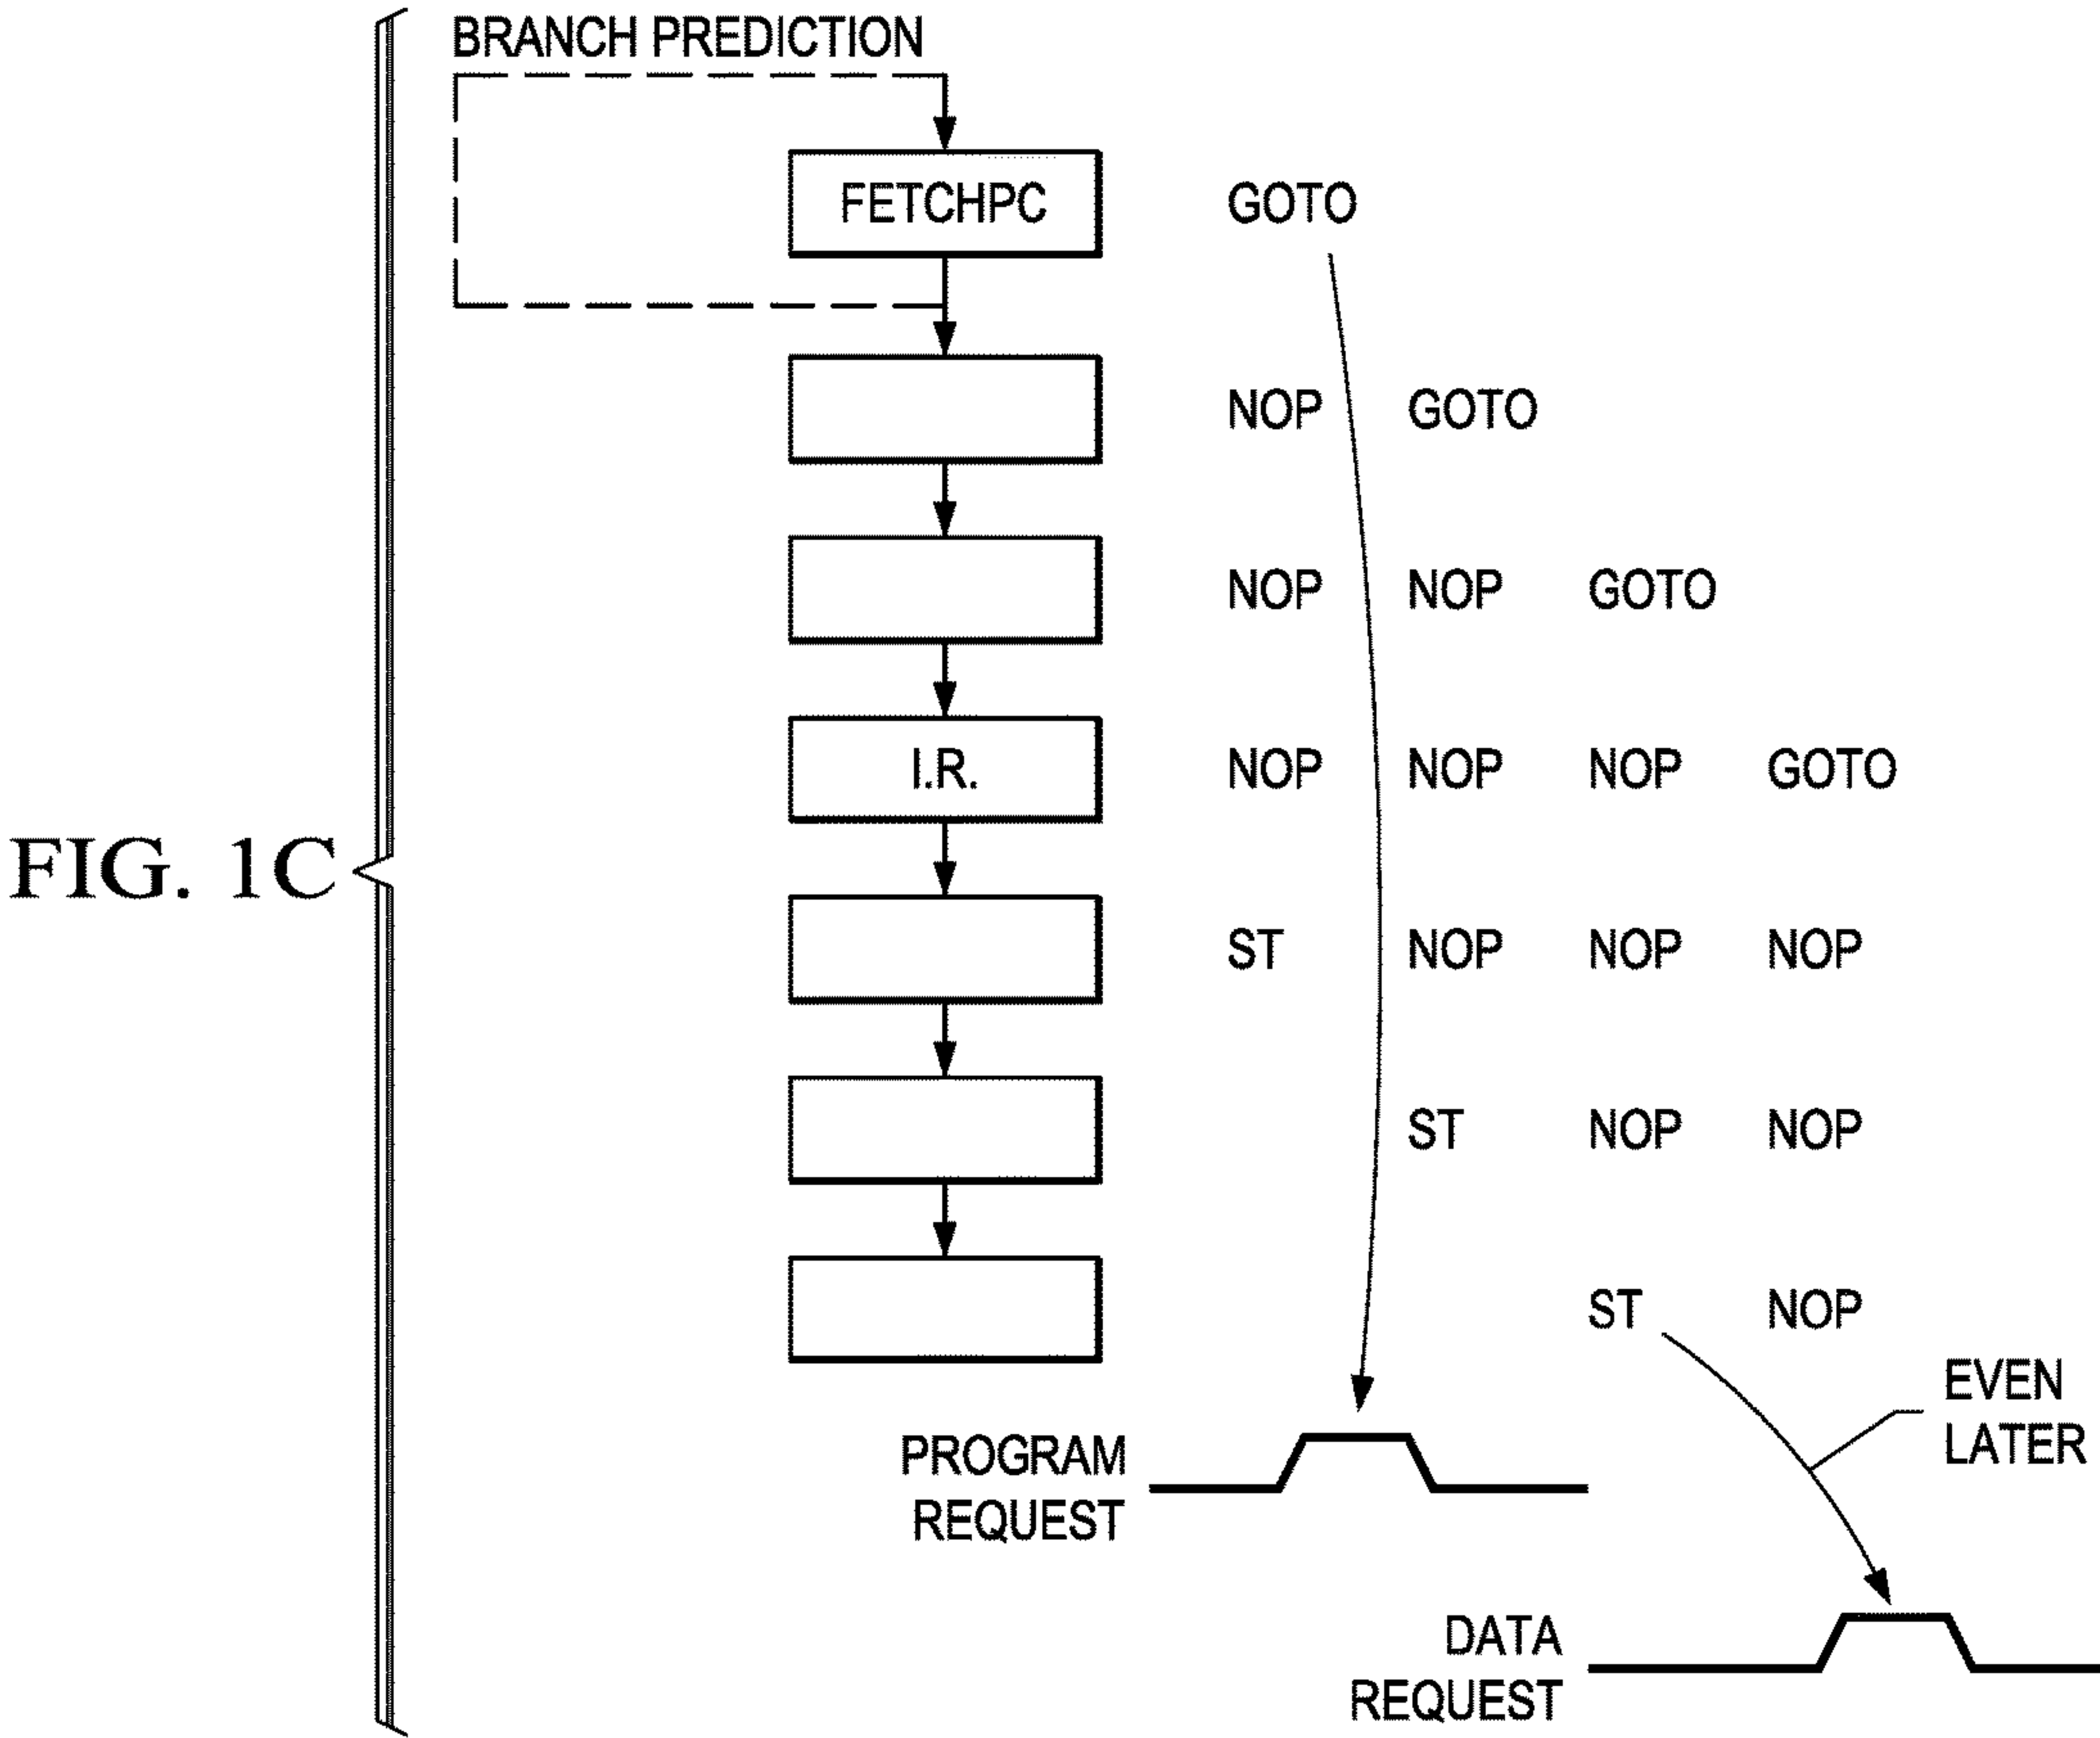 BRANCH PREDICTION
FETCHPC GOTO
NOP GOTO
NOP NOP GOTO
I.R. NOP NOP NOP GOTO
FIG. 1C
ST NOP NOP NOP
ST NOP NOP
ST NOP
EVEN
LATER
PROGRAM
REQUEST
DATA
REQUEST